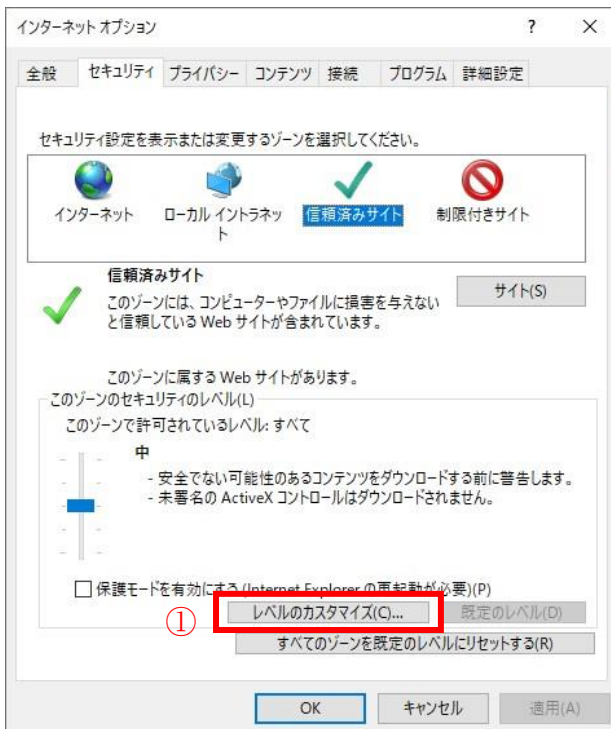 インターネット オプション ? ×
全般 セキュリティ プライバシー コンテンツ 接続 プログラム 詳細設定
セキュリティ設定を表示または変更するゾーンを選択してください。
インターネット ローカル イントラネッ 信頼済みサイト 制限付きサイト
ト
信頼済みサイト
サイト(S)
このゾーンには、コンピューターやファイルに損害を与えない
と信頼している Web サイトが含まれています。
このゾーンに属する Web サイトがあります。
このゾーンのセキュリティのレベル(L)
このゾーンで許可されているレベル: すべて
中
- 安全でない可能性のあるコンテンツをダウンロードする前に警告します。
- 未署名の ActiveX コントロールはダウンロードされません。
保護モードを有効にする (Internet Explorer の再起動が必要)(P)
① レベルのカスタマイズ(C)... 既定のレベル(D)
すべてのゾーンを既定のレベルにリセットする(R)
OK キャンセル 適用(A)